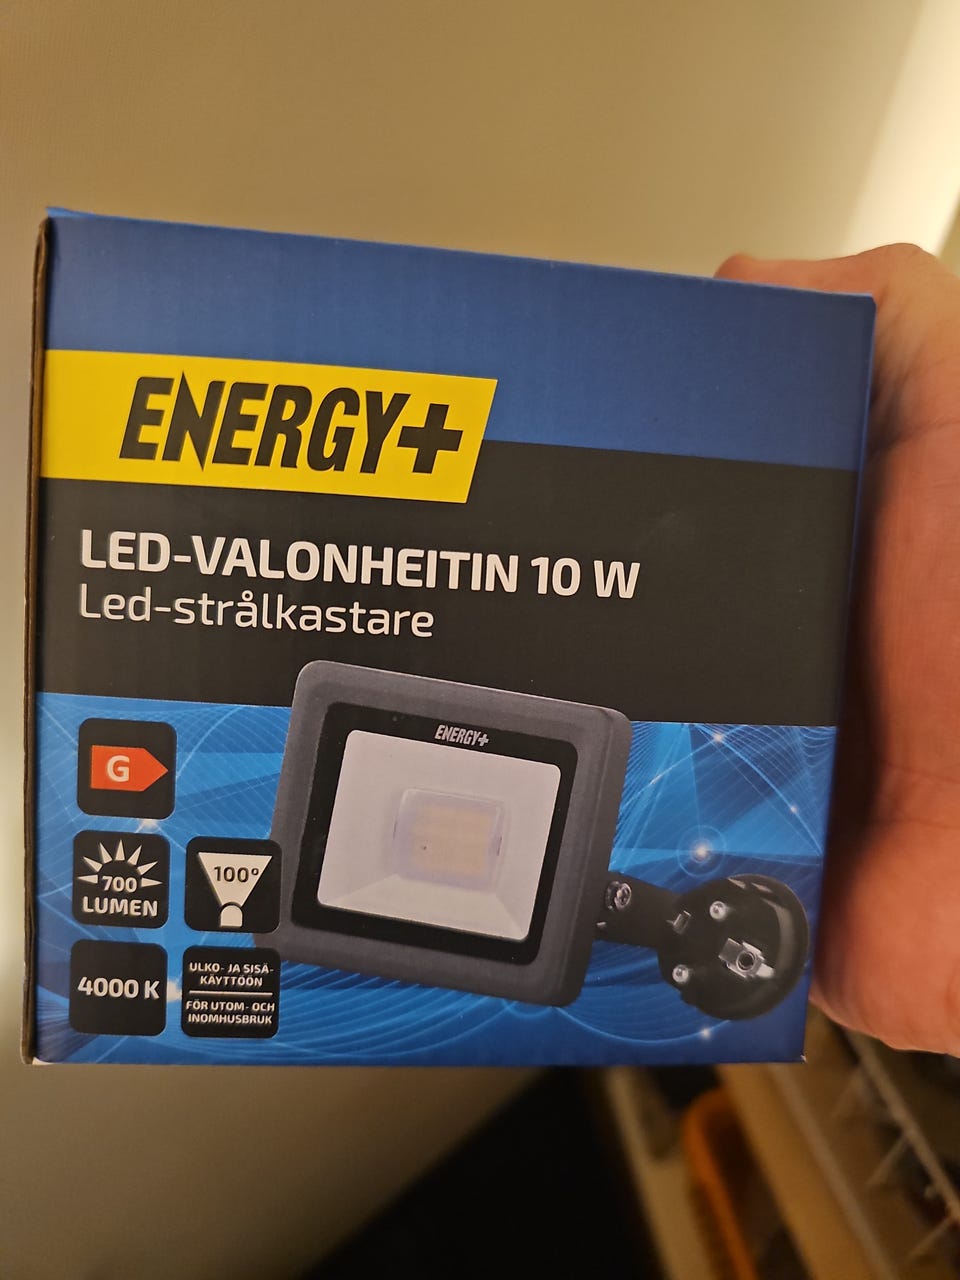 ENERGY+
LED-VALONHEITIN 10 W
Led-strålkastare
ENERGY+
G
700
LUMEN
100°
4000 K
ULKO- JA SISÄ-
KÄYTTÖÖN
FÖR UTOM- OCH
INOMHUSBRUK